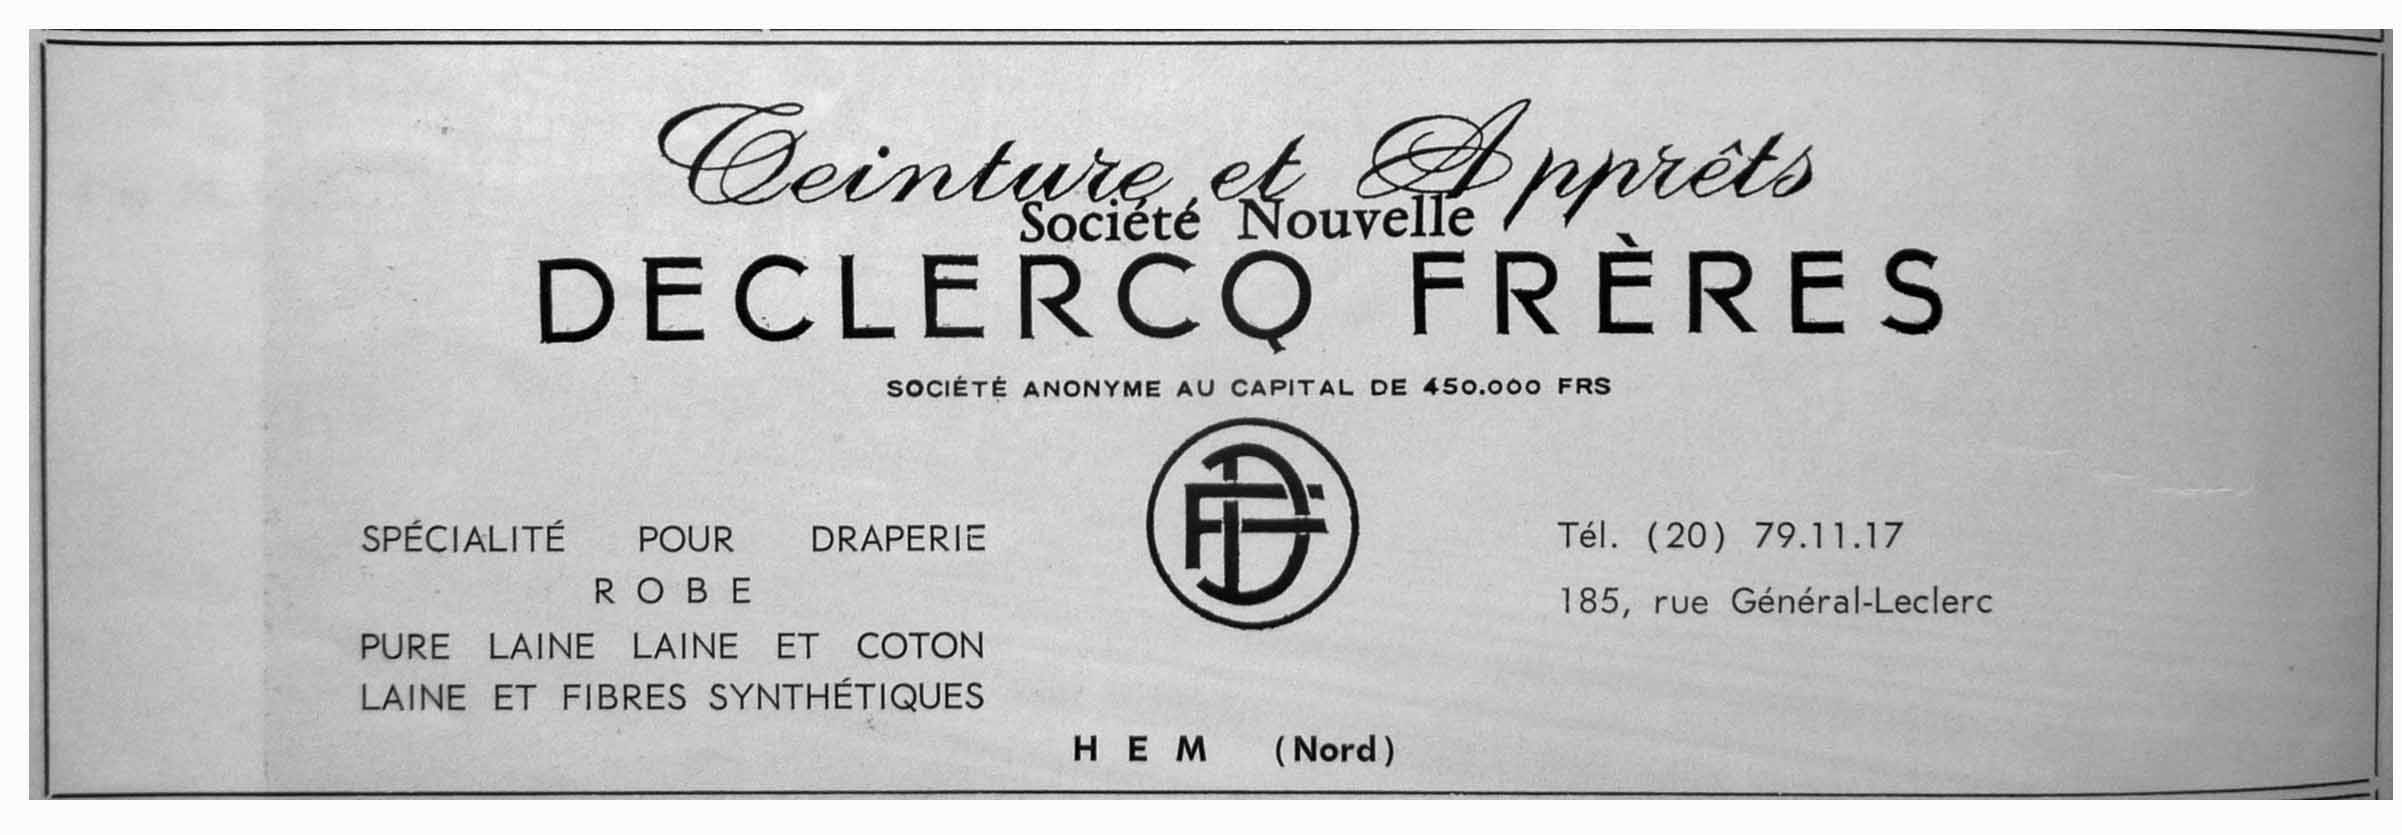 Teinture et Apprêts
Société Nouvelle
DECLERCQ FRÈRES
SOCIÉTÉ ANONYME AU CAPITAL DE 450.000 FRS
DF
SPÉCIALITÉ POUR DRAPERIE
ROBE
PURE LAINE LAINE ET COTON
LAINE ET FIBRES SYNTHÉTIQUES
Tél. (20) 79.11.17
185, rue Général-Leclerc
HEM (Nord)